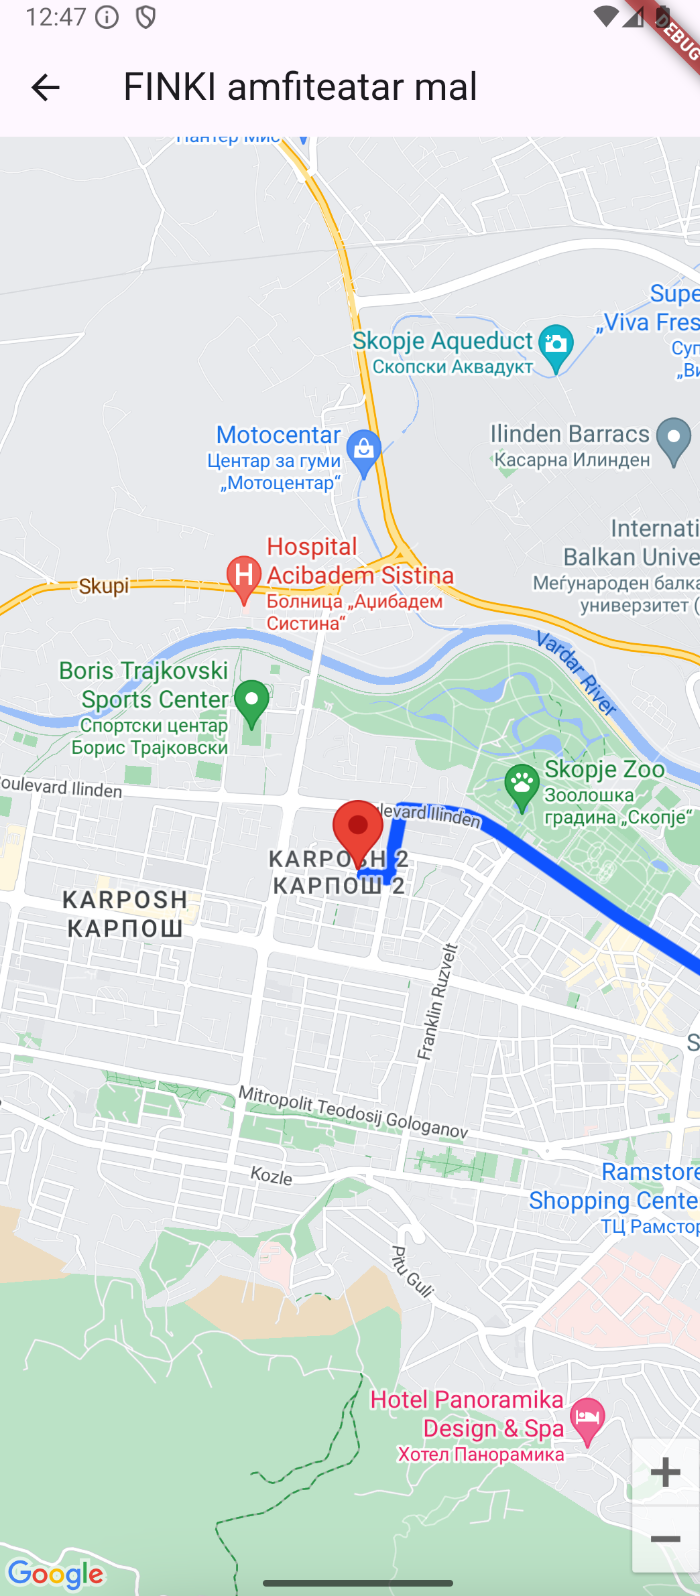 12:47
DEBUG
FINKI amfiteatar mal
Пантер Мис
Supe
„Viva Fres
Суп
„Ви
Skopje Aqueduct
Скопски Аквадукт
Motocentar
Центар за гуми
„Мотоцентар“
Ilinden Barracs
Касарна Илинден
Internati
Balkan Unive
Меѓународен балка
универзитет (
Hospital
Acibadem Sistina
Болница „Аџибадем
Систина“
Skupi
Vardar River
Boris Trajkovski
Sports Center
Спортски центар
Борис Трајковски
Skopje Zoo
Зоолошка
градина „Скопје“
oulevard Ilinden
levard Ilinden
KARPOSH 2
КАРПОШ 2
KARPOSH
КАРПОШ
Franklin Ruzvelt
S
Mitropolit Teodosij Gologanov
Kozle
Ramstore
Shopping Cente
ТЦ Рамстор
Pitu Guli
Hotel Panoramika
Design & Spa
Хотел Панорамика
+
−
Google